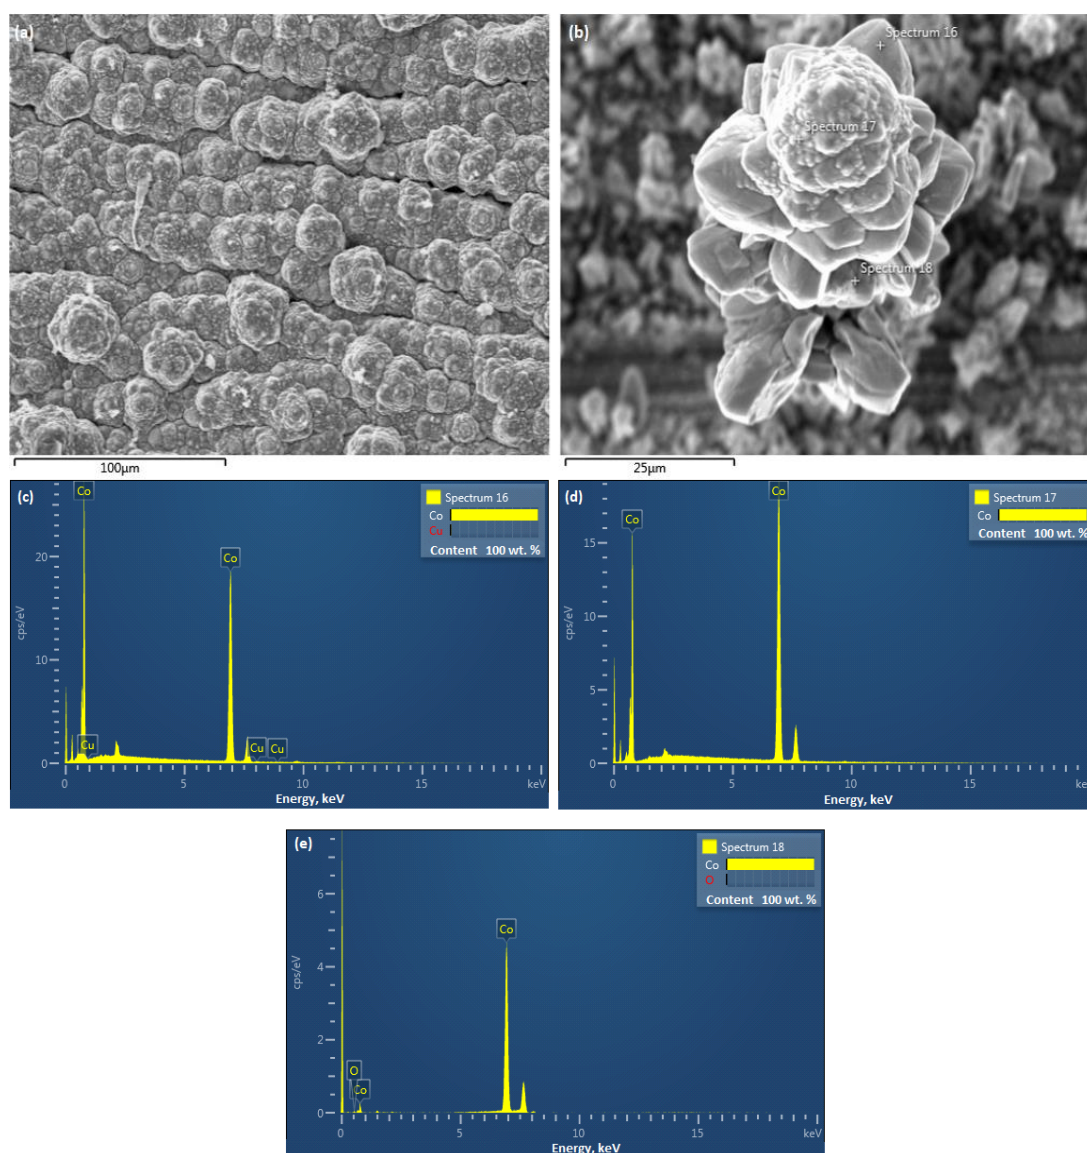 (a)
100µm
(b)
Spectrum 16
Spectrum 17
Spectrum 18
25µm
(c)
Co
Co
Cu
Cu
Cu
Spectrum 16
Co
Cu
Content 100 wt. %
cps/eV
20
10
0
0
5
10
15
keV
Energy, keV
(d)
Co
Co
Spectrum 17
Co
Content 100 wt. %
cps/eV
15
10
5
0
0
5
10
15
keV
Energy, keV
(e)
Co
O
Co
Spectrum 18
Co
O
Content 100 wt. %
cps/eV
6
4
2
0
0
5
10
15
keV
Energy, keV